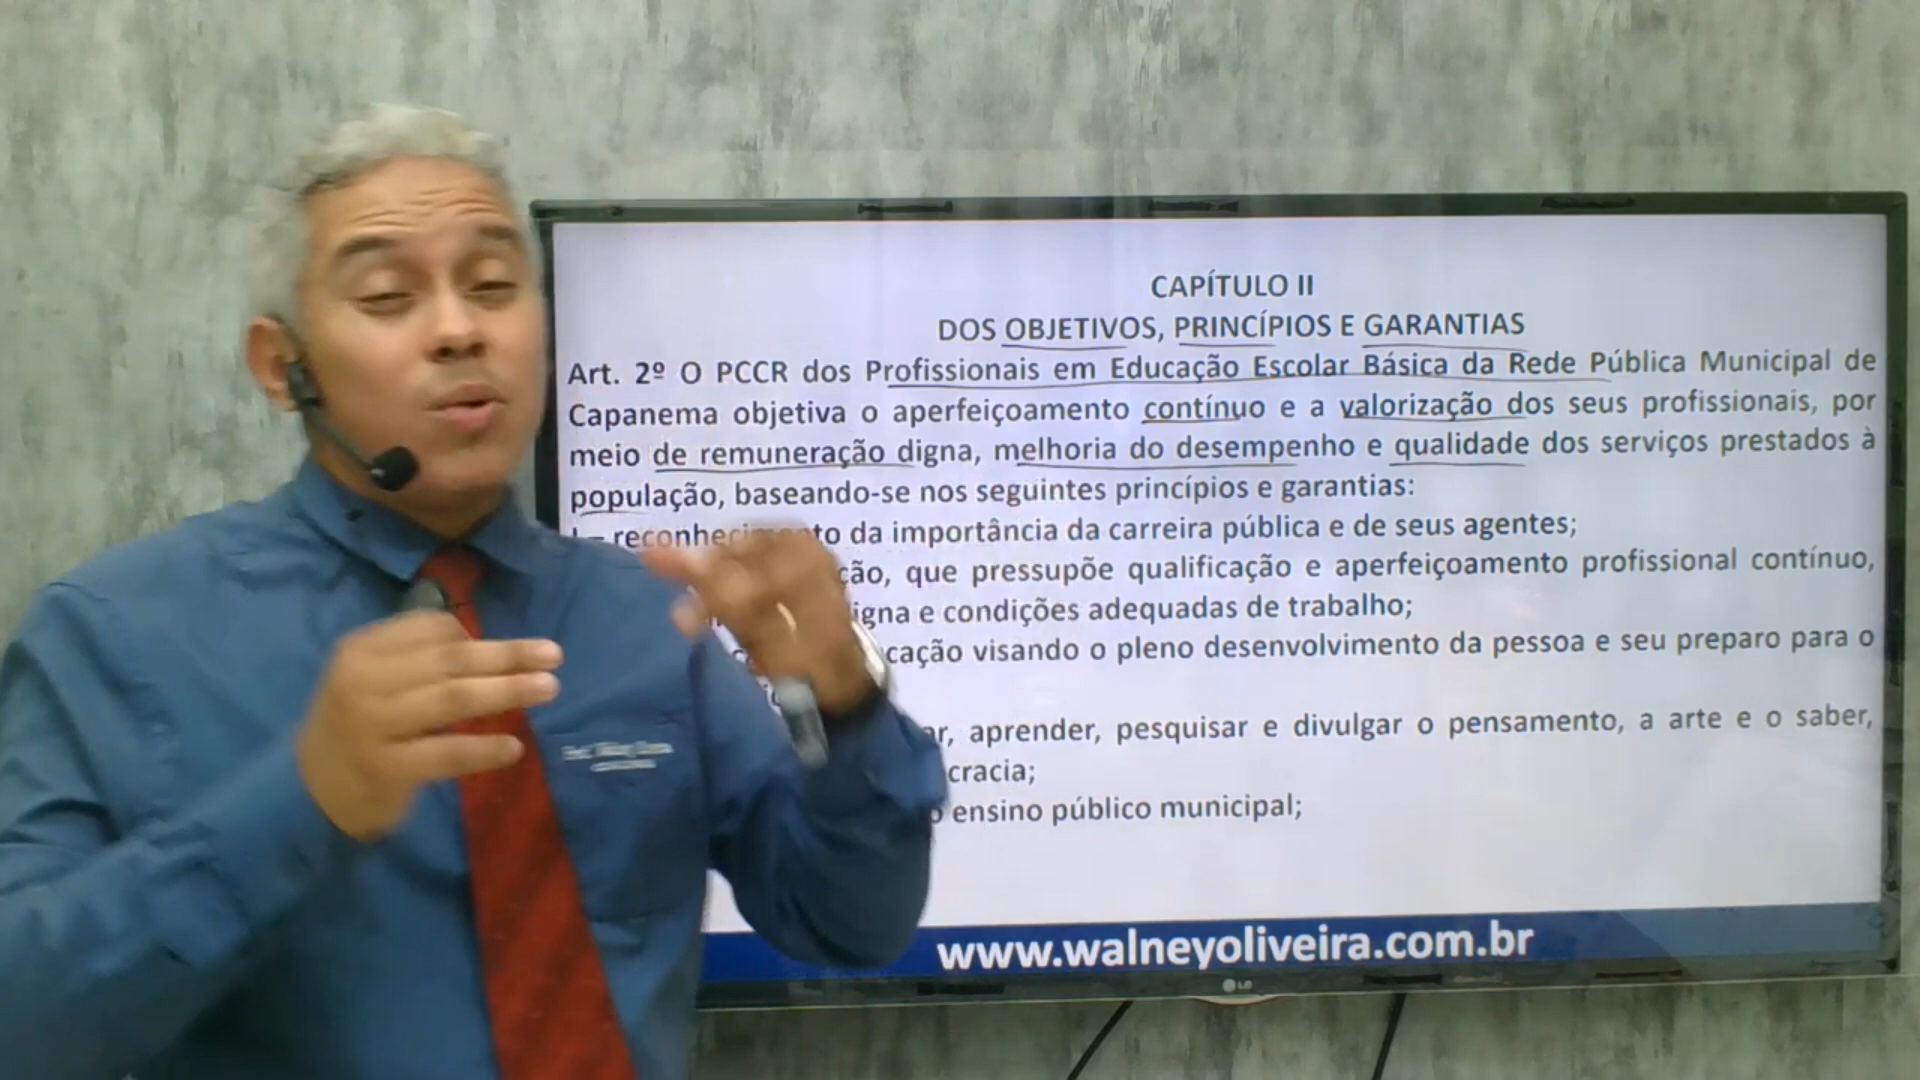 CAPÍTULO II
DOS OBJETIVOS, PRINCÍPIOS E GARANTIAS
Art. 2º O PCCR dos Profissionais em Educação Escolar Básica da Rede Pública Municipal de
Capanema objetiva o aperfeiçoamento contínuo e a valorização dos seus profissionais, por
meio de remuneração digna, melhoria do desempenho e qualidade dos serviços prestados à
população, baseando-se nos seguintes princípios e garantias:
I – reconhecimento da importância da carreira pública e de seus agentes;
ção, que pressupõe qualificação e aperfeiçoamento profissional contínuo,
igna e condições adequadas de trabalho;
cação visando o pleno desenvolvimento da pessoa e seu preparo para o
ar, aprender, pesquisar e divulgar o pensamento, a arte e o saber,
cracia;
o ensino público municipal;
www.walneyoliveira.com.br
LG